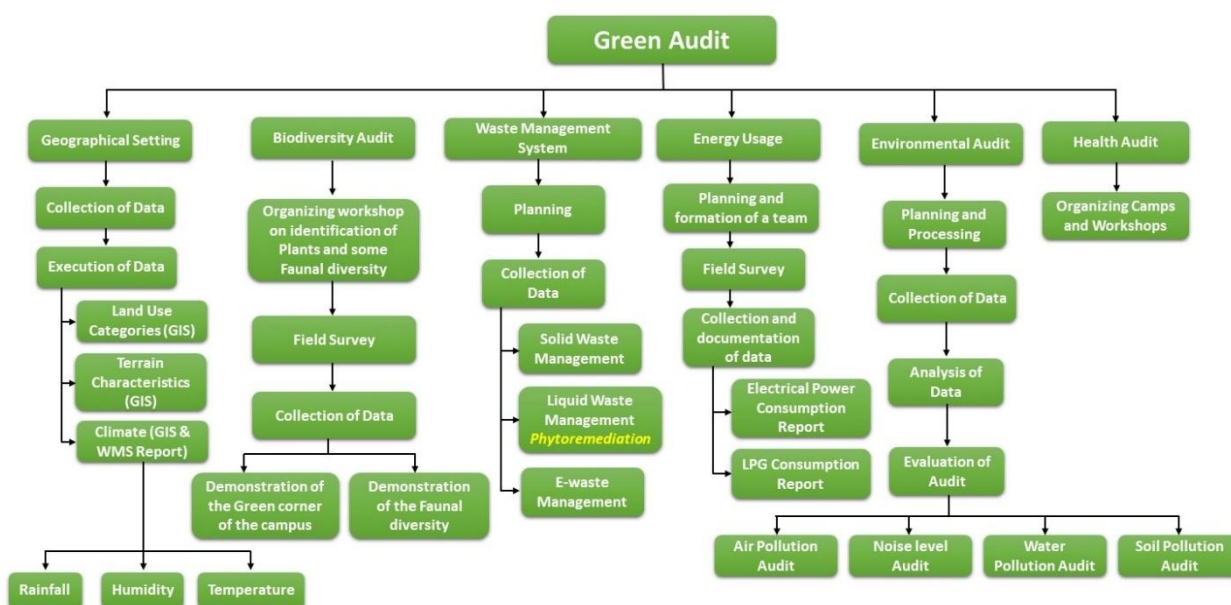 Green Audit
Geographical Setting
Collection of Data
Execution of Data
Land Use
Categories (GIS)
Terrain
Characteristics
(GIS)
Climate (GIS &
WMS Report)
Rainfall
Humidity
Temperature
Biodiversity Audit
Organizing workshop
on identification of
Plants and some
Faunal diversity
Field Survey
Collection of Data
Demonstration of
the Green corner
of the campus
Demonstration
of the Faunal
diversity
Waste Management
System
Planning
Collection of
Data
Solid Waste
Management
Liquid Waste
Management
Phytoremediation
E-waste
Management
Energy Usage
Planning and
formation of a team
Field Survey
Collection and
documentation
of data
Electrical Power
Consumption
Report
LPG Consumption
Report
Environmental Audit
Planning and
Processing
Collection of Data
Analysis of
Data
Evaluation of
Audit
Air Pollution
Audit
Noise level
Audit
Water
Pollution Audit
Soil Pollution
Audit
Health Audit
Organizing Camps
and Workshops